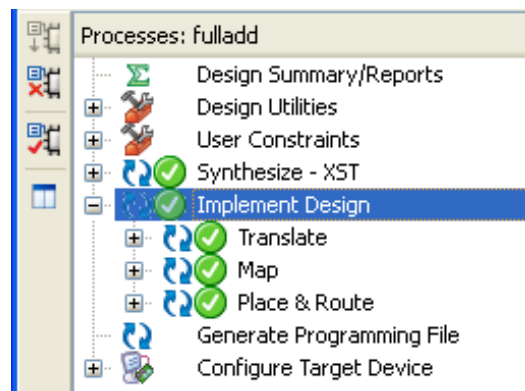 Processes: fulladd
Design Summary/Reports
Design Utilities
User Constraints
Synthesize - XST
Implement Design
Translate
Map
Place & Route
Generate Programming File
Configure Target Device